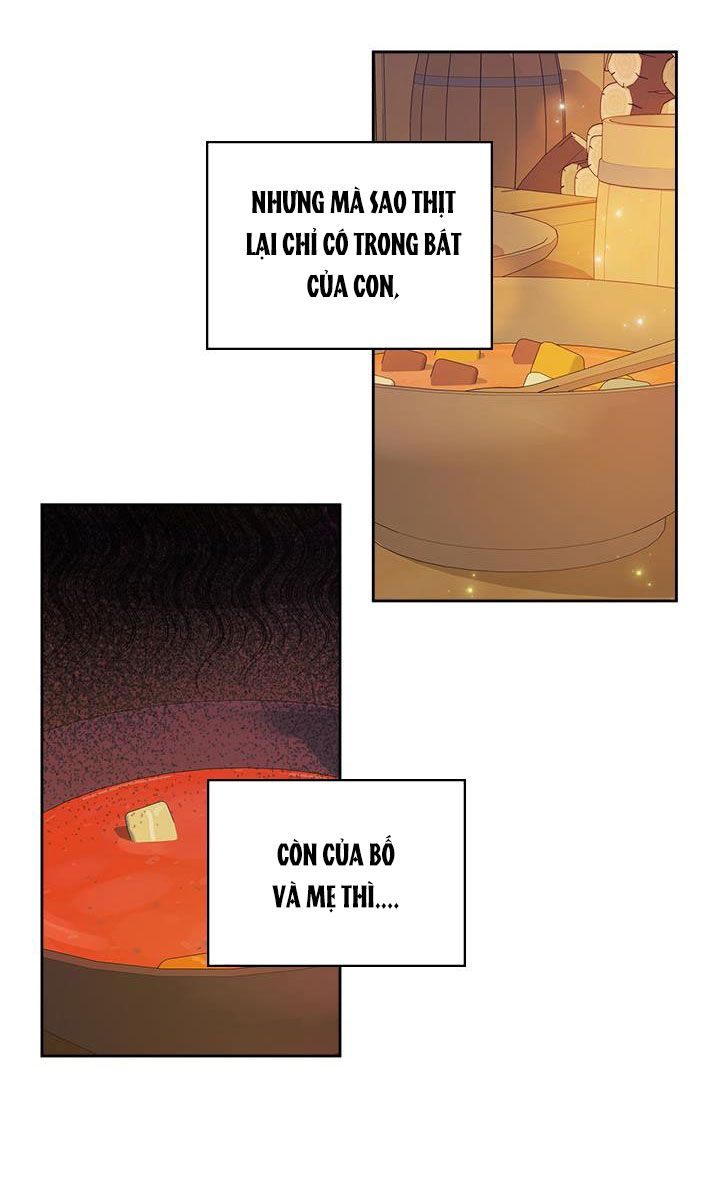 NHƯNG MÀ SAO THỊT
LẠI CHỈ CÓ TRONG BÁT
CỦA CON,
CÒN CỦA BỐ
VÀ MẸ THÌ....